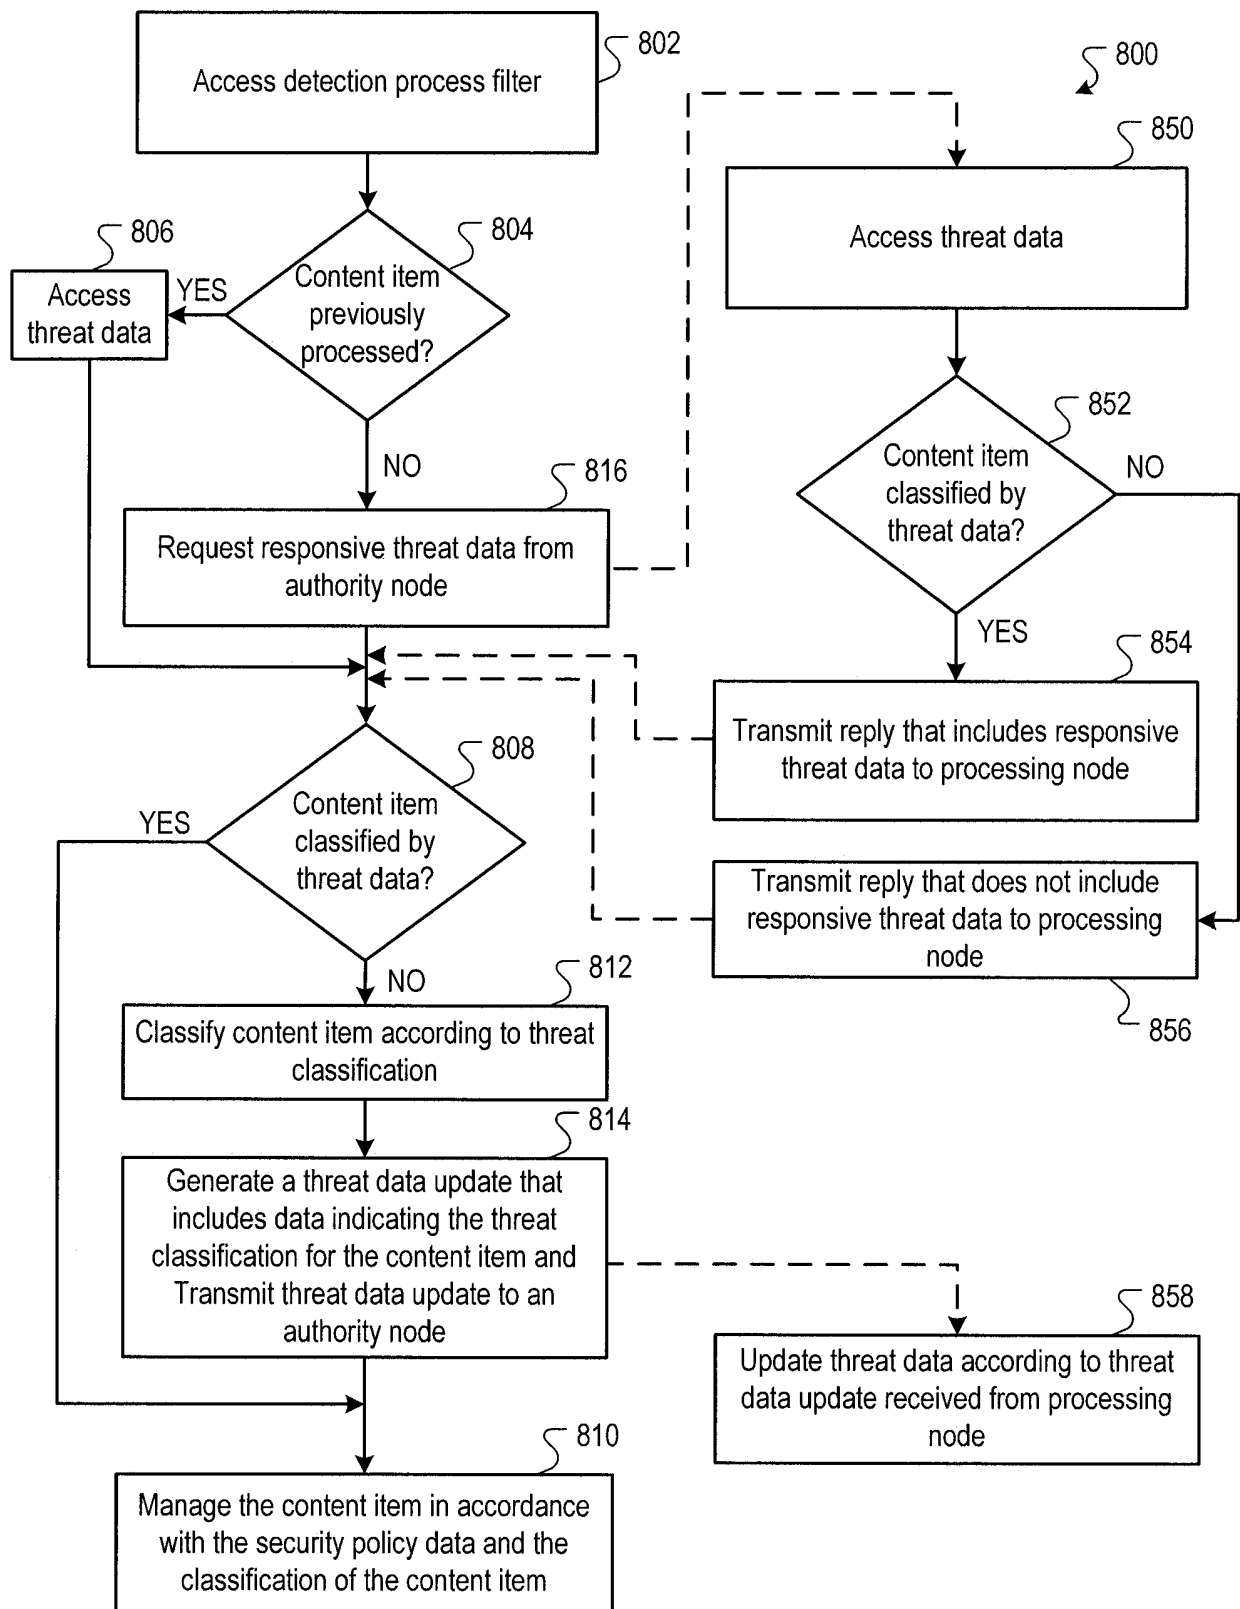 802
Access detection process filter
800
850
Access threat data
804
Content item
previously
processed?
806
YES
Access
threat data
NO
816
Request responsive threat data from
authority node
852
Content item
classified by
threat data?
NO
YES
854
Transmit reply that includes responsive
threat data to processing node
808
Content item
classified by
threat data?
YES
NO
Transmit reply that does not include
responsive threat data to processing
node
856
812
Classify content item according to threat
classification
814
Generate a threat data update that
includes data indicating the threat
classification for the content item and
Transmit threat data update to an
authority node
858
Update threat data according to threat
data update received from processing
node
810
Manage the content item in accordance
with the security policy data and the
classification of the content item